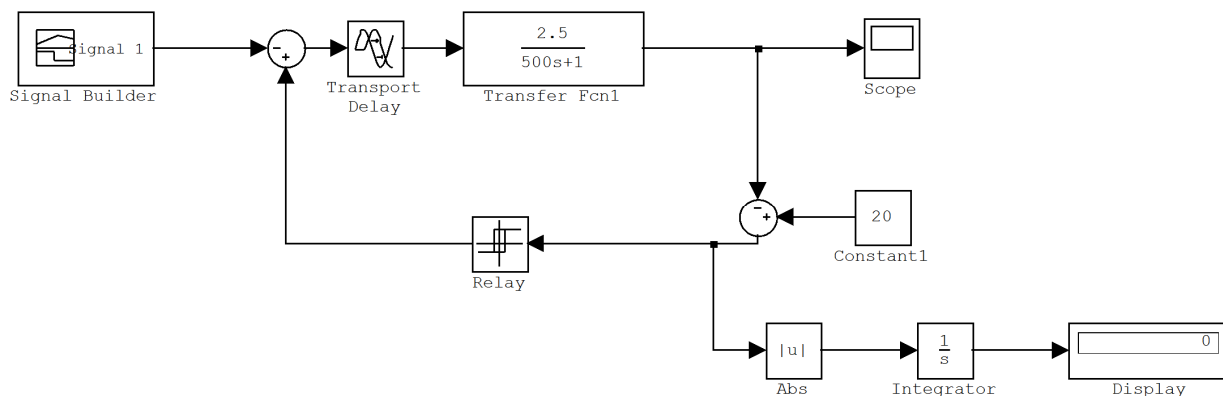 Signal 1
Signal Builder
-
+
Transport
Delay
2.5
500s+1
Transfer Fcn1
Scope
-
+
20
Constant1
Relay
|u|
Abs
1
s
Integrator
0
Display